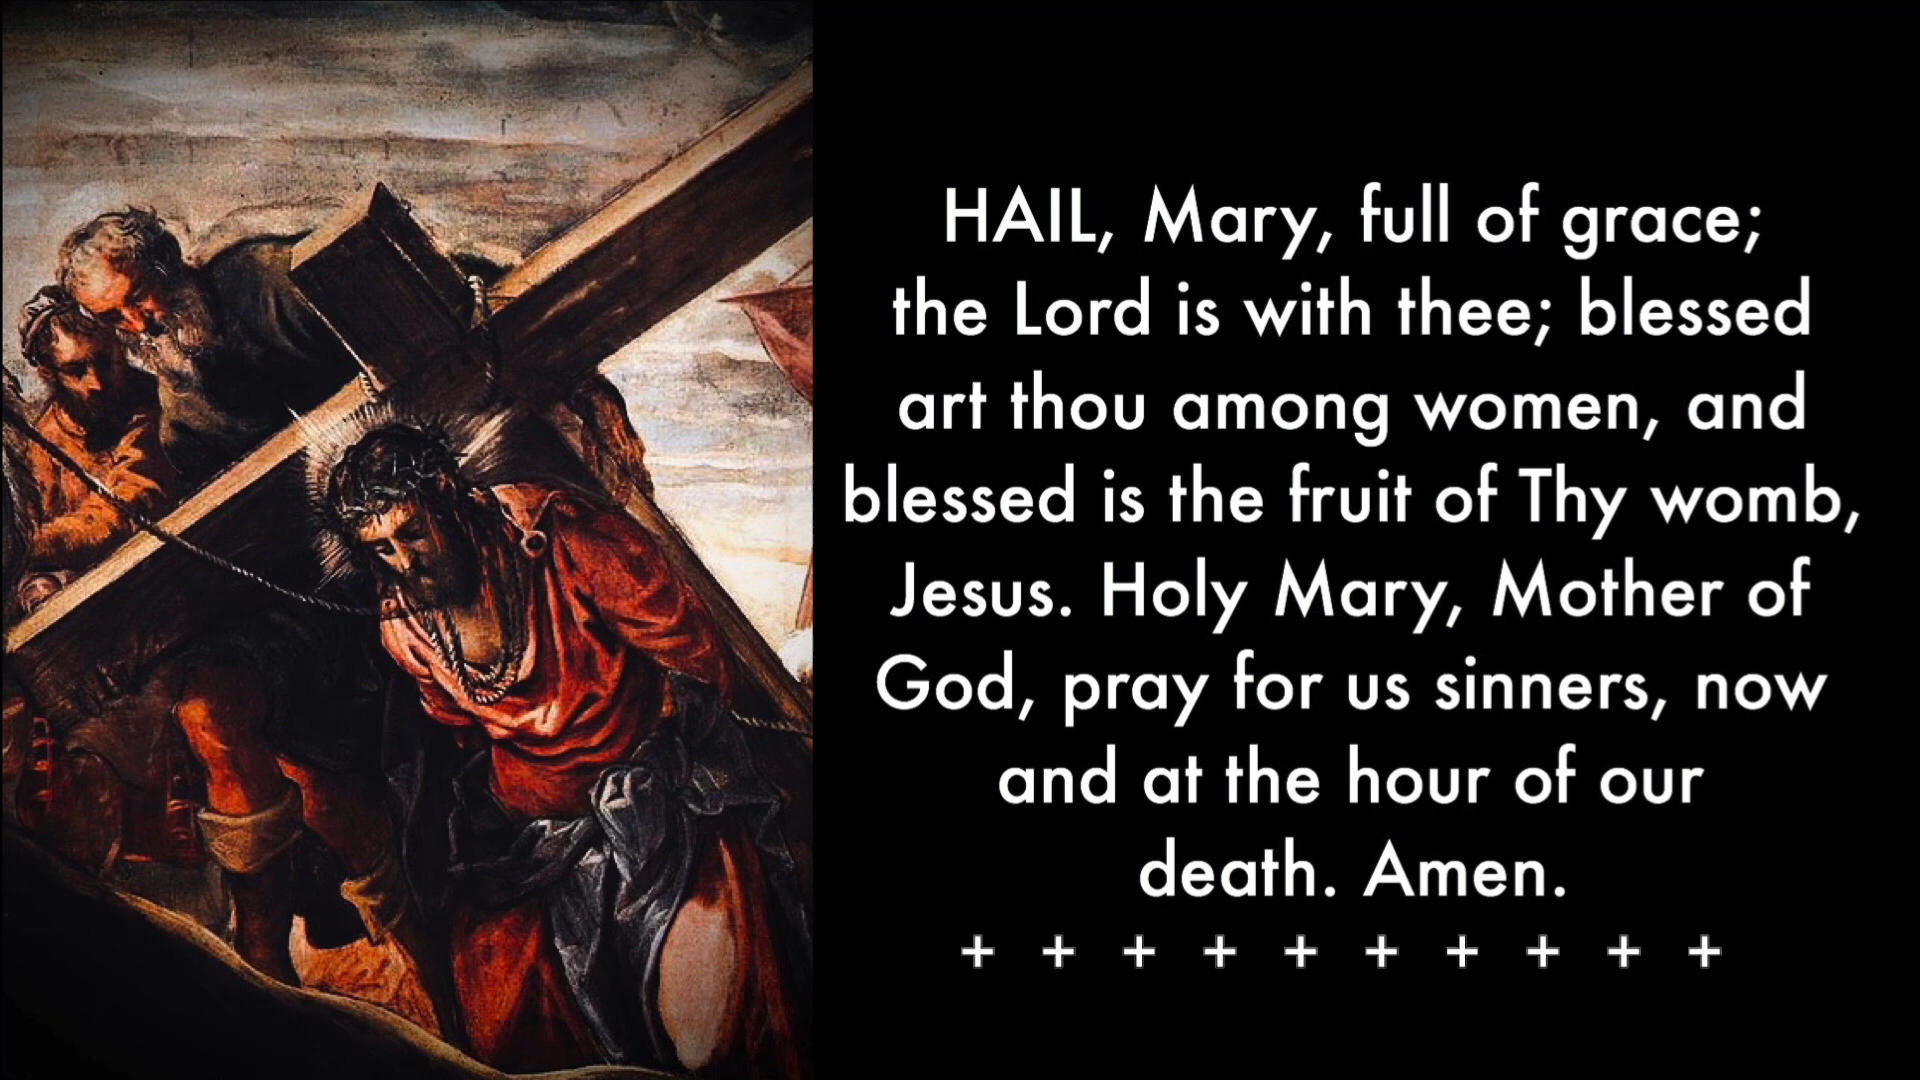 HAIL, Mary, full of grace;
the Lord is with thee; blessed
art thou among women, and
blessed is the fruit of Thy womb,
Jesus. Holy Mary, Mother of
God, pray for us sinners, now
and at the hour of our
death. Amen.
+ + + + + + + + + +